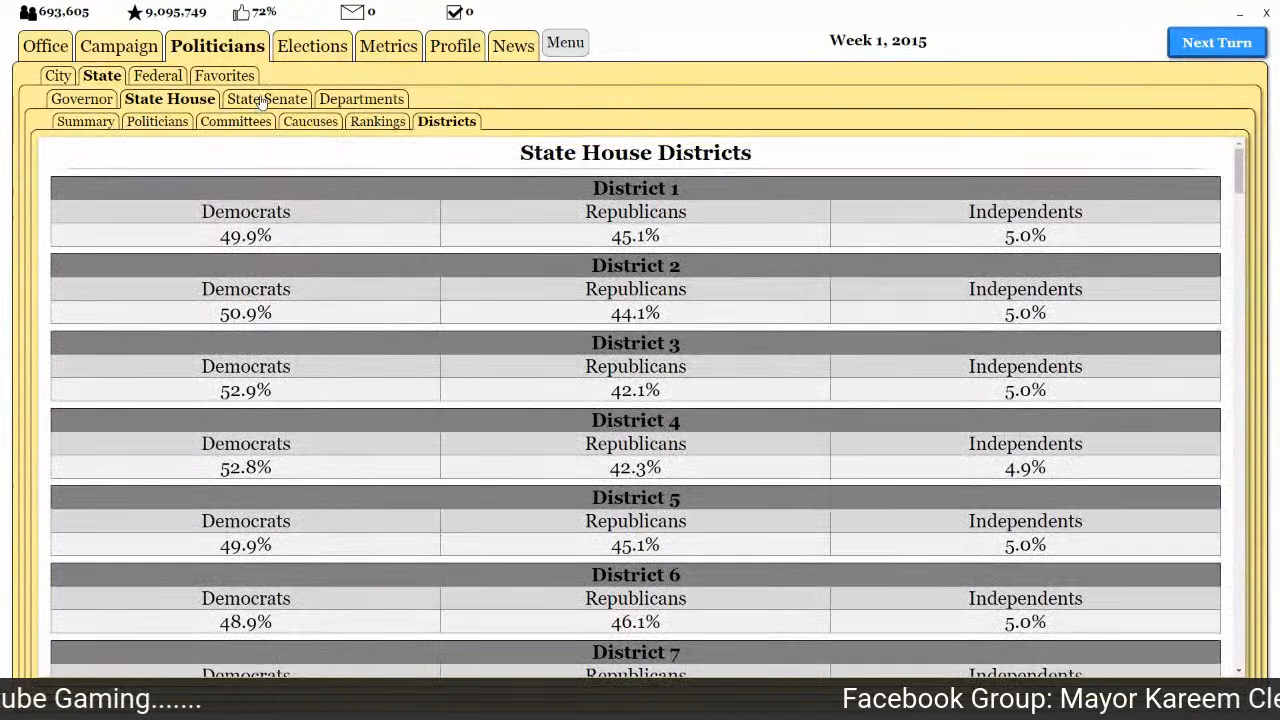 693,605 9,095,749 72% 0 0 _ X
Office Campaign Politicians Elections Metrics Profile News Menu Week 1, 2015 Next Turn
City State Federal Favorites
Governor State House State Senate Departments
Summary Politicians Committees Caucuses Rankings Districts
State House Districts
District 1
Democrats Republicans Independents
49.9% 45.1% 5.0%
District 2
Democrats Republicans Independents
50.9% 44.1% 5.0%
District 3
Democrats Republicans Independents
52.9% 42.1% 5.0%
District 4
Democrats Republicans Independents
52.8% 42.3% 4.9%
District 5
Democrats Republicans Independents
49.9% 45.1% 5.0%
District 6
Democrats Republicans Independents
48.9% 46.1% 5.0%
District 7
Democrats Republicans Independents
tube Gaming....... Facebook Group: Mayor Kareem Cle